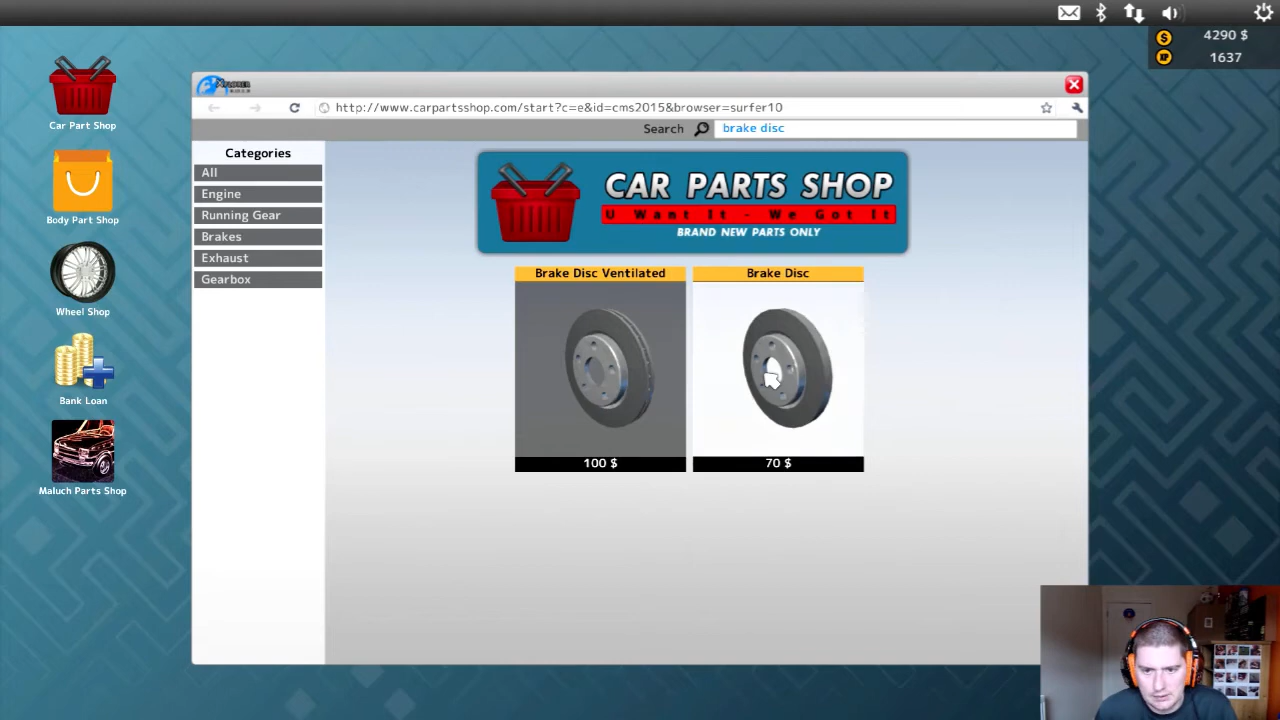 4290 $
1637
Car Part Shop
Body Part Shop
Wheel Shop
Bank Loan
Maluch Parts Shop
http://www.carpartsshop.com/start?c=e&id=cms2015&browser=surfer10
Search
brake disc
Categories
All
Engine
Running Gear
Brakes
Exhaust
Gearbox
CAR PARTS SHOP
U Want It - We Got It
BRAND NEW PARTS ONLY
Brake Disc Ventilated
100 $
Brake Disc
70 $